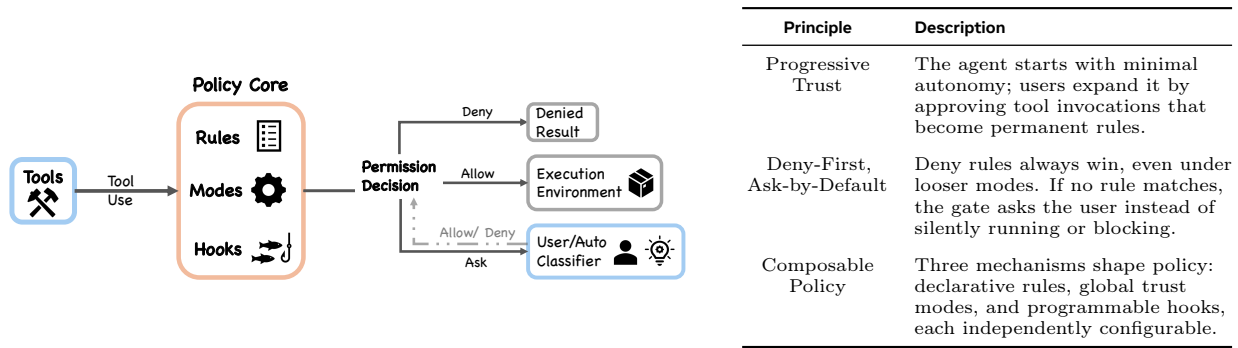 Policy Core
Rules
Modes
Hooks
Tools
Tool
Use
Permission
Decision
Deny
Allow
Allow/ Deny
Ask
Denied
Result
Execution
Environment
User/Auto
Classifier
Principle Description
Progressive
Trust
The agent starts with minimal
autonomy; users expand it by
approving tool invocations that
become permanent rules.
Deny-First,
Ask-by-Default
Deny rules always win, even under
looser modes. If no rule matches,
the gate asks the user instead of
silently running or blocking.
Composable
Policy
Three mechanisms shape policy:
declarative rules, global trust
modes, and programmable hooks,
each independently configurable.